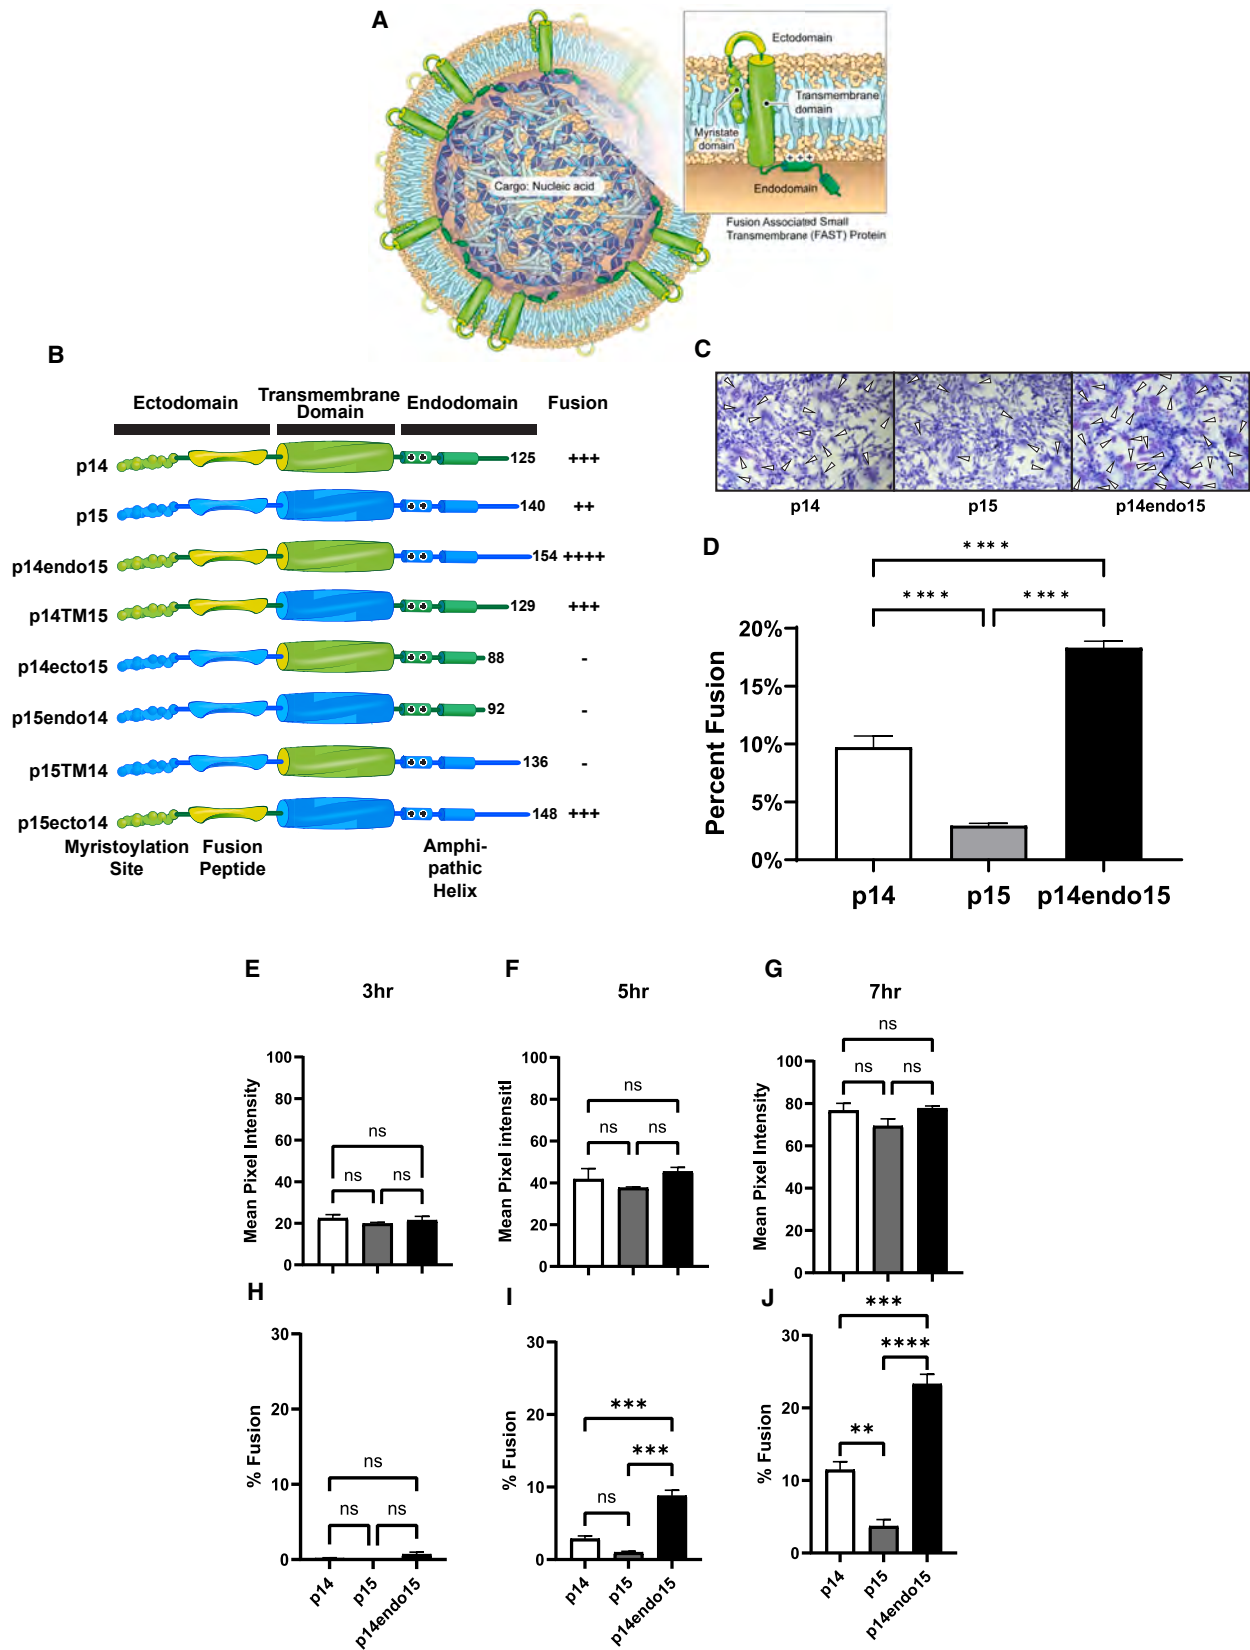 A
Ectodomain
Transmembrane
domain
Myristate
domain
+++
Endodomain
Cargo: Nucleic acid
Fusion Associated Small
Transmembrane (FAST) Protein
B
Ectodomain
Transmembrane
Domain
Endodomain
Fusion
p14
125
+++
p15
140
++
p14endo15
154
++++
p14TM15
129
+++
p14ecto15
88
-
p15endo14
92
-
p15TM14
136
-
p15ecto14
148
+++
Myristoylation
Site
Fusion
Peptide
Amphi-
pathic
Helix
C
p14
p15
p14endo15
D
****
****
****
Percent Fusion
20%
15%
10%
5%
0%
p14
p15
p14endo15
E
3hr
Mean Pixel Intensity
100
80
60
40
20
0
ns
ns
ns
F
5hr
Mean Pixel intensitl
100
80
60
40
20
0
ns
ns
ns
G
7hr
Mean Pixel Intensity
100
80
60
40
20
0
ns
ns
ns
H
% Fusion
30
20
10
0
ns
ns
ns
p14
p15
p14endo15
I
% Fusion
30
20
10
0
***
***
ns
p14
p15
p14endo15
J
% Fusion
30
20
10
0
***
****
**
p14
p15
p14endo15